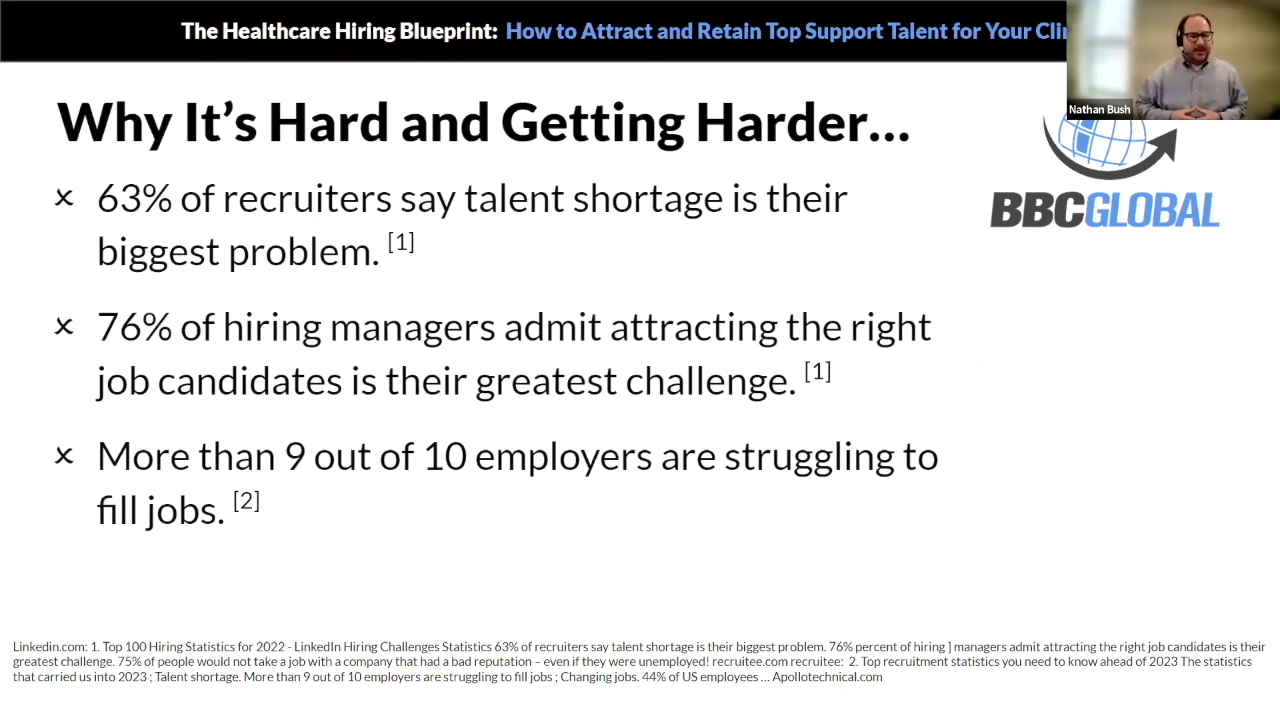 The Healthcare Hiring Blueprint: How to Attract and Retain Top Support Talent for Your
Nathan Bush
Why It’s Hard and Getting Harder...
BBCGLOBAL
× 63% of recruiters say talent shortage is their
biggest problem. [1]
× 76% of hiring managers admit attracting the right
job candidates is their greatest challenge. [1]
× More than 9 out of 10 employers are struggling to
fill jobs. [2]
Linkedin.com: 1. Top 100 Hiring Statistics for 2022 - LinkedIn Hiring Challenges Statistics 63% of recruiters say talent shortage is their biggest problem. 76% percent of hiring ] managers admit attracting the right job candidates is their
greatest challenge. 75% of people would not take a job with a company that had a bad reputation – even if they were unemployed! recruitee.com recruitee: 2. Top recruitment statistics you need to know ahead of 2023 The statistics
that carried us into 2023 ; Talent shortage. More than 9 out of 10 employers are struggling to fill jobs ; Changing jobs. 44% of US employees ... Apollotechnical.com